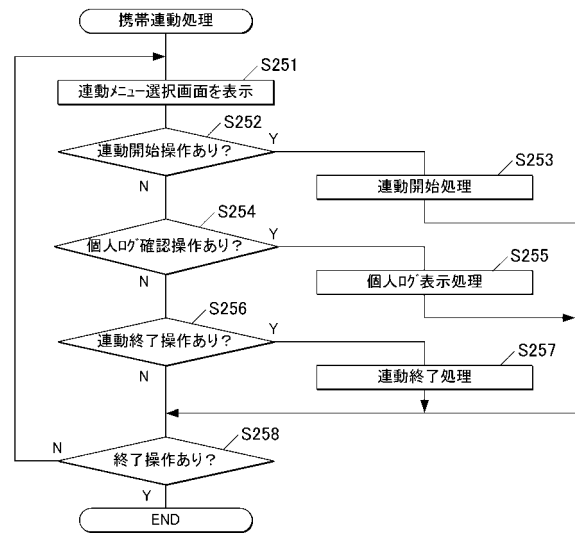 携帯連動処理
S251
連動メニュー選択画面を表示
S252
連動開始操作あり？
Y
N
S253
連動開始処理
S254
個人ログ確認操作あり？
Y
N
S255
個人ログ表示処理
S256
連動終了操作あり？
Y
N
S257
連動終了処理
S258
終了操作あり？
N
Y
END